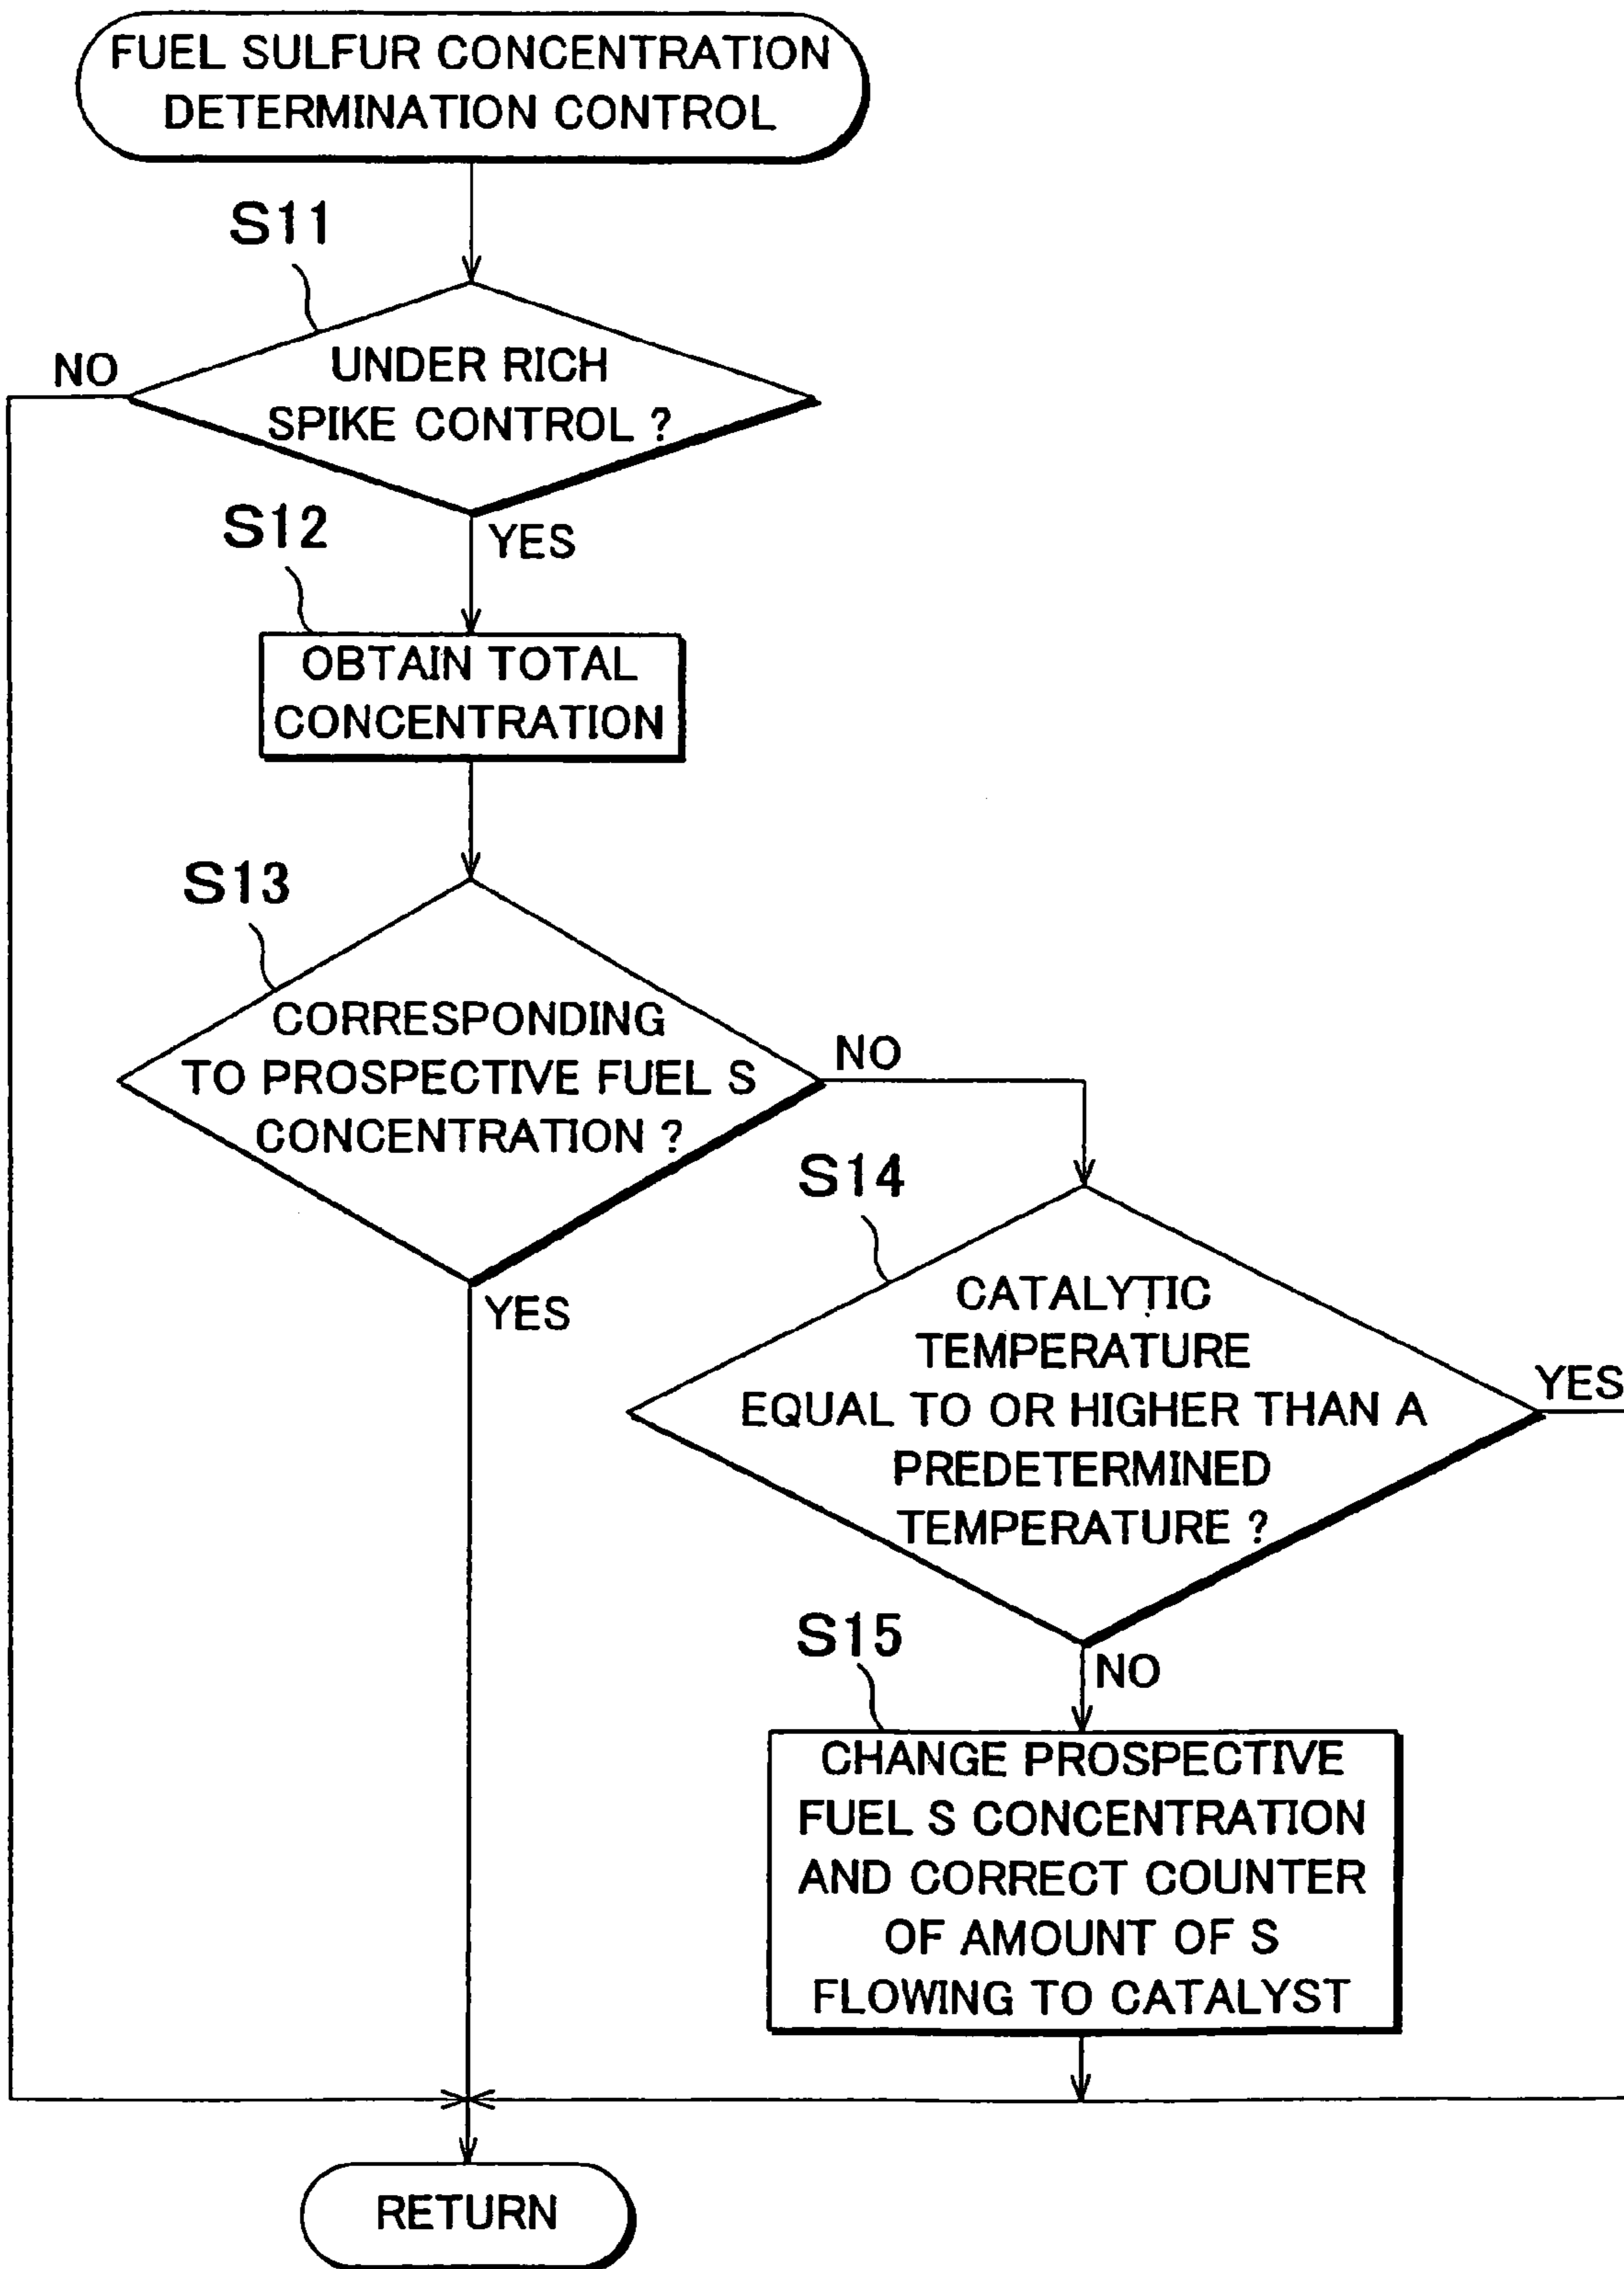 FUEL SULFUR CONCENTRATION
DETERMINATION CONTROL
S11
NO
UNDER RICH
SPIKE CONTROL ?
S12
YES
OBTAIN TOTAL
CONCENTRATION
S13
CORRESPONDING
TO PROSPECTIVE FUEL S
CONCENTRATION ?
NO
YES
S14
CATALYTIC
TEMPERATURE
EQUAL TO OR HIGHER THAN A
PREDETERMINED
TEMPERATURE ?
YES
S15
NO
CHANGE PROSPECTIVE
FUEL S CONCENTRATION
AND CORRECT COUNTER
OF AMOUNT OF S
FLOWING TO CATALYST
RETURN